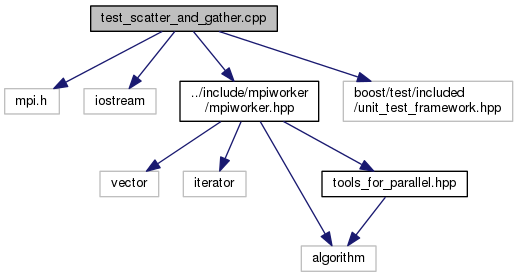 test_scatter_and_gather.cpp
mpi.h
iostream
../include/mpiworker
/mpiworker.hpp
boost/test/included
/unit_test_framework.hpp
vector
iterator
tools_for_parallel.hpp
algorithm